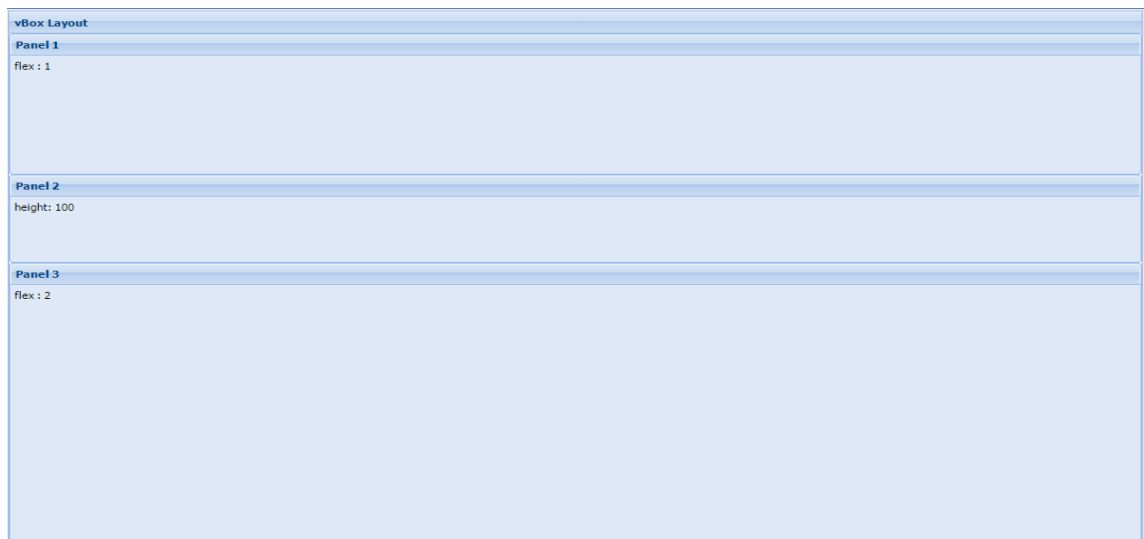 vBox Layout
Panel 1
flex : 1
Panel 2
height: 100
Panel 3
flex : 2